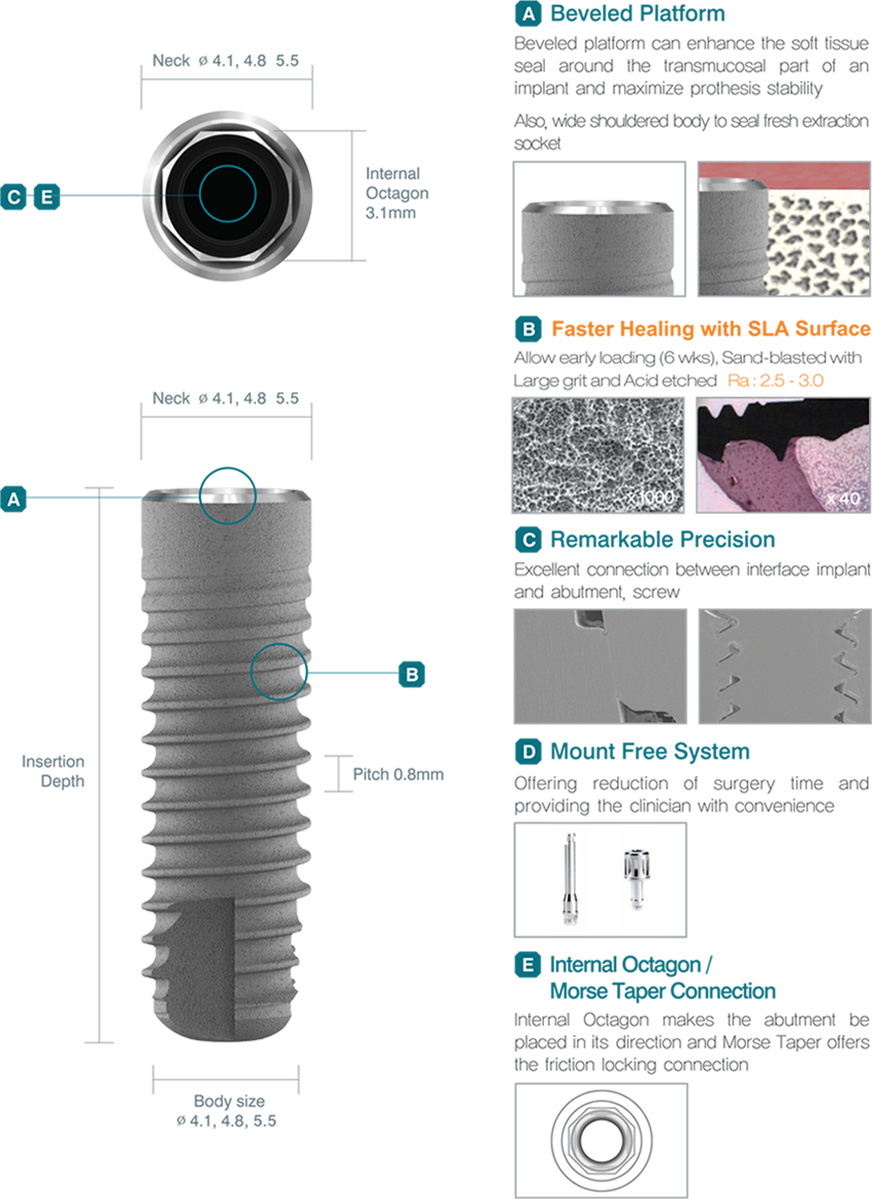 Neck ø 4.1, 4.8 5.5
C E
Internal
Octagon
3.1mm
Neck ø 4.1, 4.8 5.5
A
B
Insertion
Depth
Pitch 0.8mm
Body size
ø 4.1, 4.8, 5.5
A Beveled Platform
Beveled platform can enhance the soft tissue
seal around the transmucosal part of an
implant and maximize prothesis stability
Also, wide shouldered body to seal fresh extraction
socket
B Faster Healing with SLA Surface
Allow early loading (6 wks), Sand-blasted with
Large grit and Acid etched Ra : 2.5 - 3.0
x 1000
x 40
C Remarkable Precision
Excellent connection between interface implant
and abutment, screw
D Mount Free System
Offering reduction of surgery time and
providing the clinician with convenience
E Internal Octagon /
Morse Taper Connection
Internal Octagon makes the abutment be
placed in its direction and Morse Taper offers
the friction locking connection